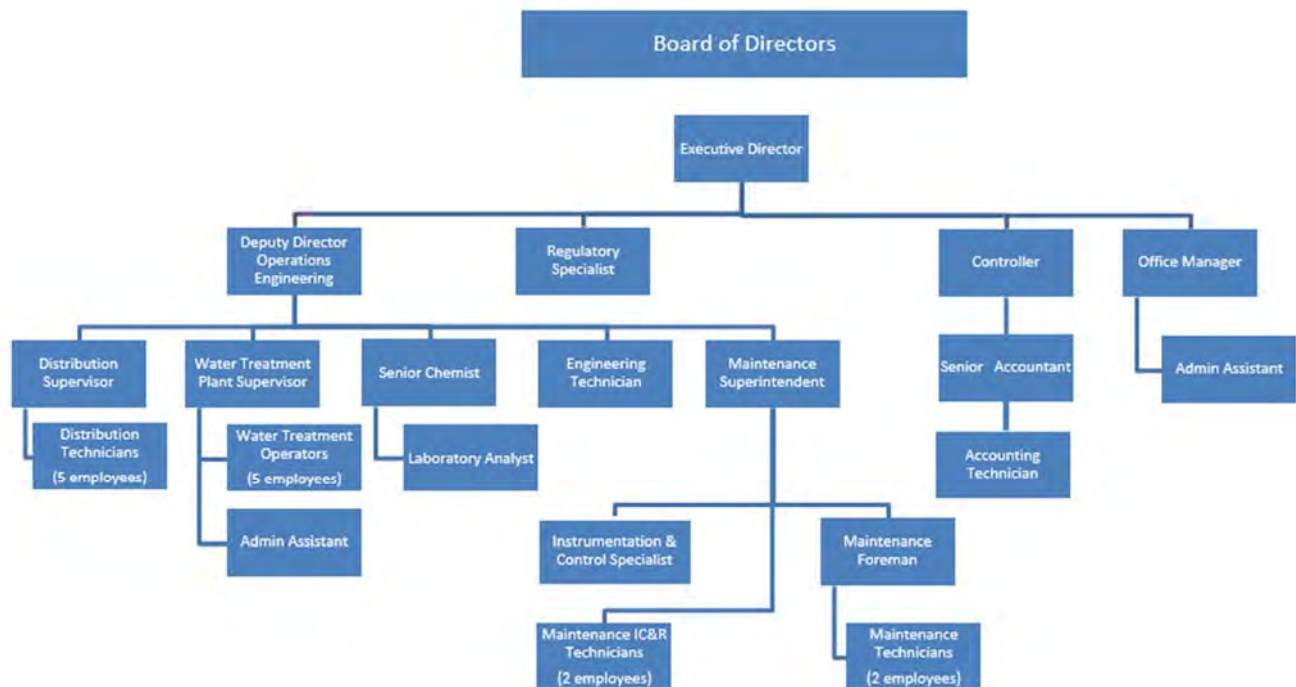 Board of Directors
Executive Director
Deputy Director
Operations
Engineering
Regulatory
Specialist
Controller
Office Manager
Distribution
Supervisor
Water Treatment
Plant Supervisor
Senior Chemist
Engineering
Technician
Maintenance
Superintendent
Senior Accountant
Admin Assistant
Distribution
Technicians
(5 employees)
Water Treatment
Operators
(5 employees)
Laboratory Analyst
Accounting
Technician
Admin Assistant
Instrumentation &
Control Specialist
Maintenance
Foreman
Maintenance IC&R
Technicians
(2 employees)
Maintenance
Technicians
(2 employees)